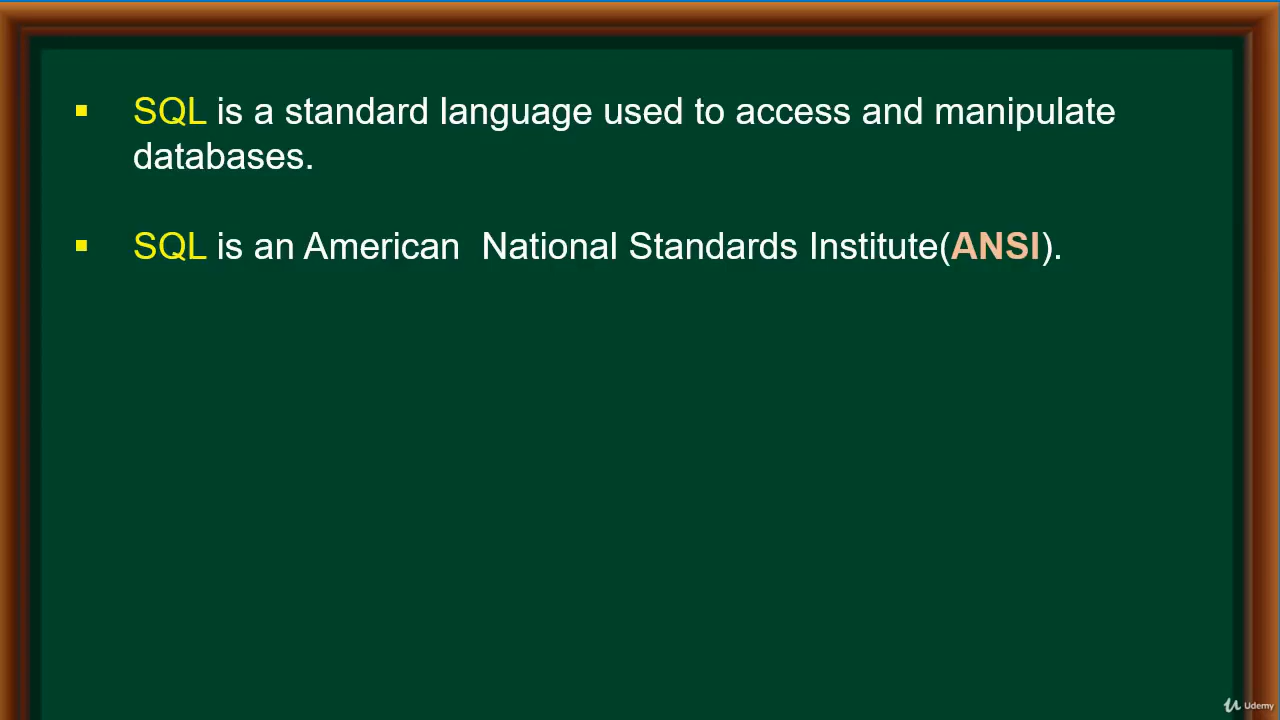 ▪ SQL is a standard language used to access and manipulate
databases.
▪ SQL is an American  National Standards Institute(ANSI).
Udemy